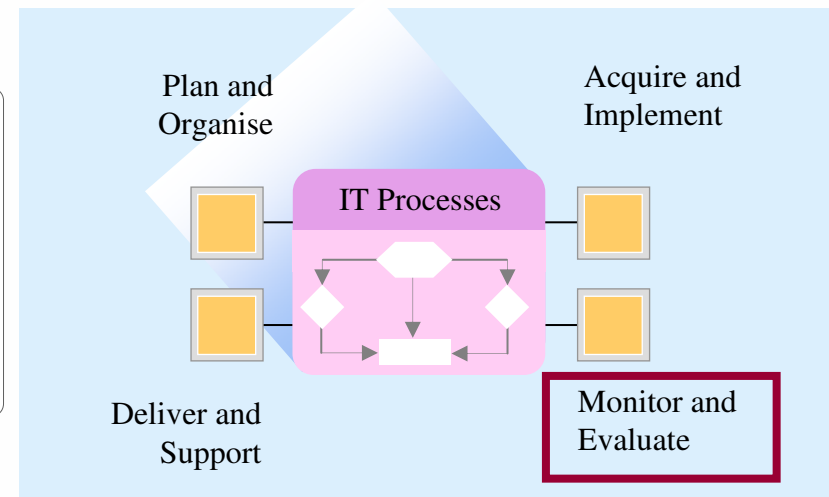 Plan and
Organise
Acquire and
Implement
IT Processes
Deliver and
Support
Monitor and
Evaluate